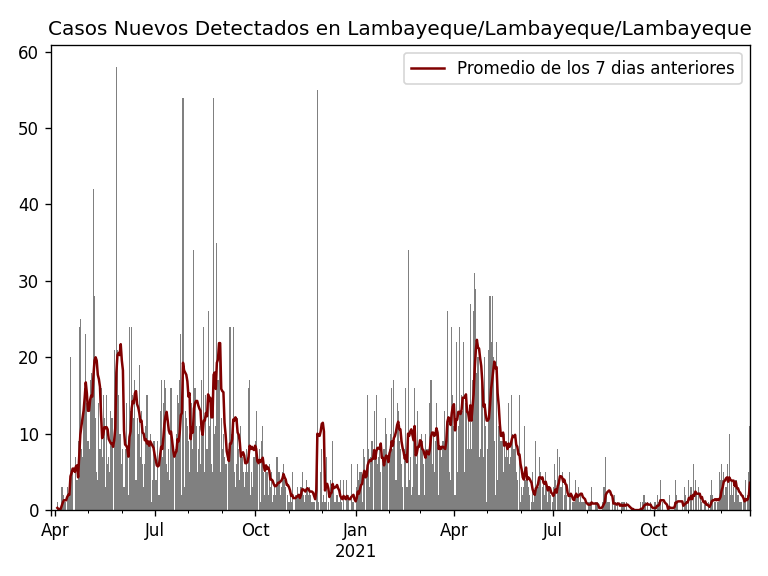 Casos Nuevos Detectados en Lambayeque/Lambayeque/Lambayeque
Promedio de los 7 dias anteriores
60
50
40
30
20
10
0
Apr Jul Oct Jan Apr Jul Oct
2021